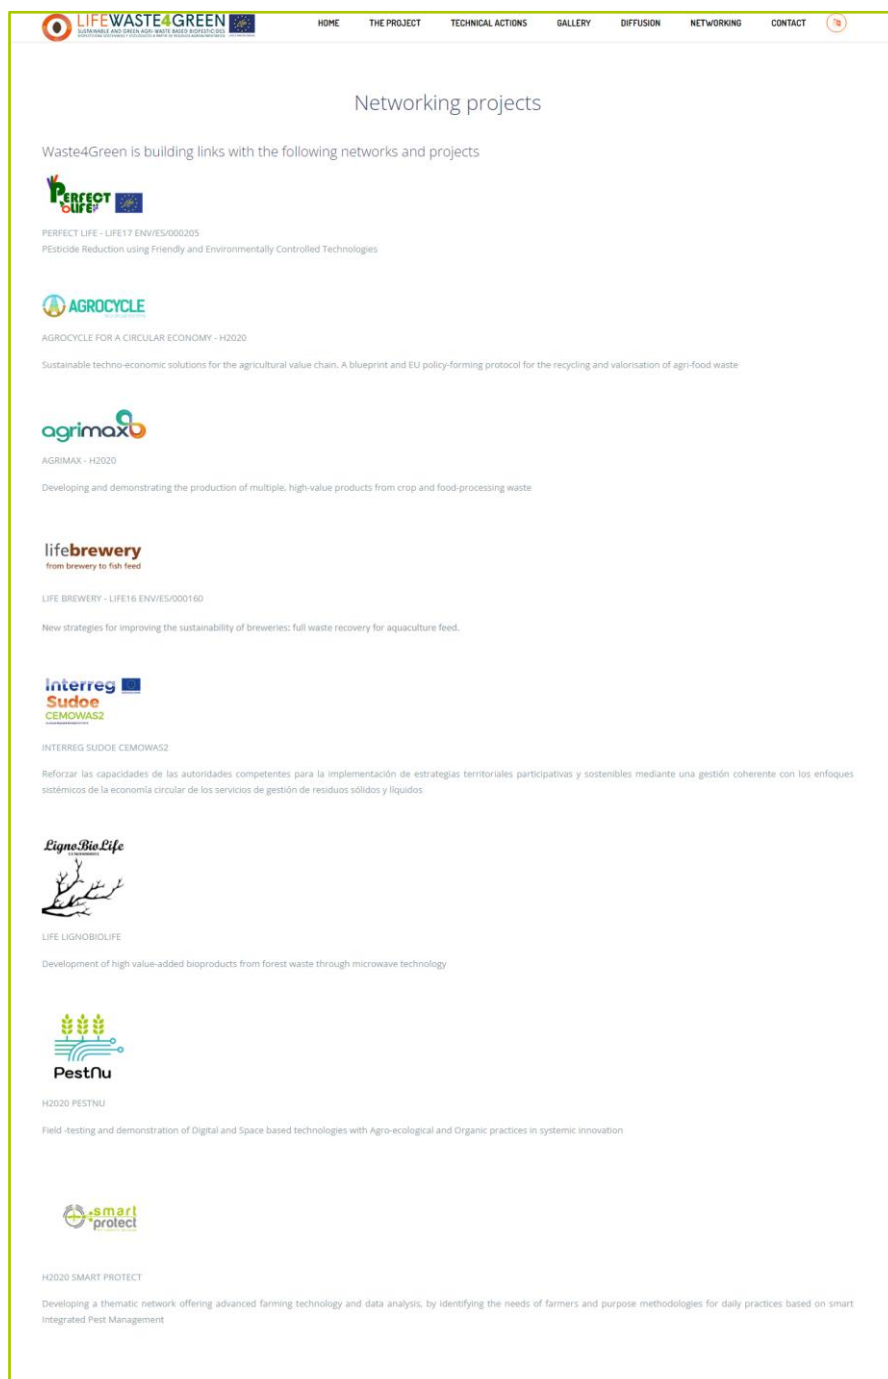 LIFEWASTE4GREEN
SUSTAINABLE AND GREEN AGRI-WASTE BASED BIOPESTICIDES
HOME THE PROJECT TECHNICAL ACTIONS GALLERY DIFFUSION NETWORKING CONTACT
Networking projects
Waste4Green is building links with the following networks and projects
PERFECT
LIFE
PERFECT LIFE - LIFE17 ENV/ES/000205
PEsticide Reduction using Friendly and Environmentally Controlled Technologies
AGROCYCLE
AGROCYCLE FOR A CIRCULAR ECONOMY - H2020
Sustainable techno-economic solutions for the agricultural value chain. A blueprint and EU policy-forming protocol for the recycling and valorisation of agri-food waste
agrimax
AGRIMAX - H2020
Developing and demonstrating the production of multiple, high-value products from crop and food-processing waste
lifebrewery
from brewery to fish feed
LIFE BREWERY - LIFE16 ENV/ES/000160
New strategies for improving the sustainability of breweries: full waste recovery for aquaculture feed.
Interreg
Sudoe
CEMOWAS2
INTERREG SUDOE CEMOWAS2
Reforzar las capacidades de las autoridades competentes para la implementación de estrategias territoriales participativas y sostenibles mediante una gestión coherente con los enfoques
sistémicos de la economía circular de los servicios de gestión de residuos sólidos y líquidos
LignoBioLife
LIFE LIGNOBIOLIFE
Development of high value-added bioproducts from forest waste through microwave technology
PestNu
H2020 PESTNU
Field -testing and demonstration of Digital and Space based technologies with Agro-ecological and Organic practices in systemic innovation
smart
protect
H2020 SMART PROTECT
Developing a thematic network offering advanced farming technology and data analysis, by identifying the needs of farmers and purpose methodologies for daily practices based on smart
Integrated Pest Management